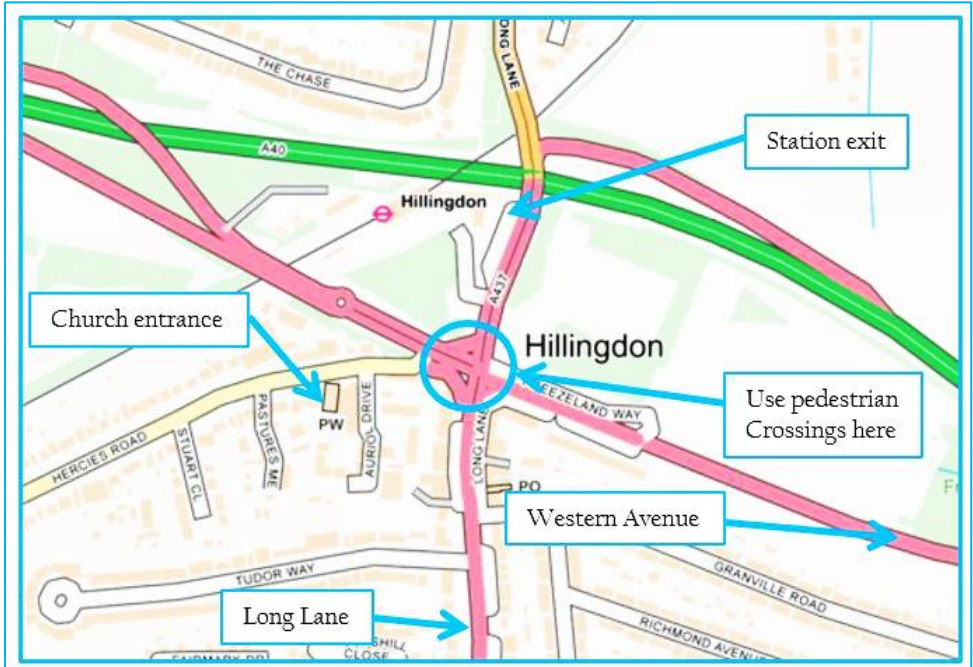 THE CHASE
LONG LANE
A40
Station exit
Hillingdon
A437
Church entrance
Hillingdon
Use pedestrian
Crossings here
PW
HERCIES ROAD
STUART CL
PASTURES ME
AURIOL DRIVE
LONG LANE
EEZELAND WAY
PO
Western Avenue
TUDOR WAY
GRANVILLE ROAD
Long Lane
RICHMOND AVENUE
SHILL
CLOSE